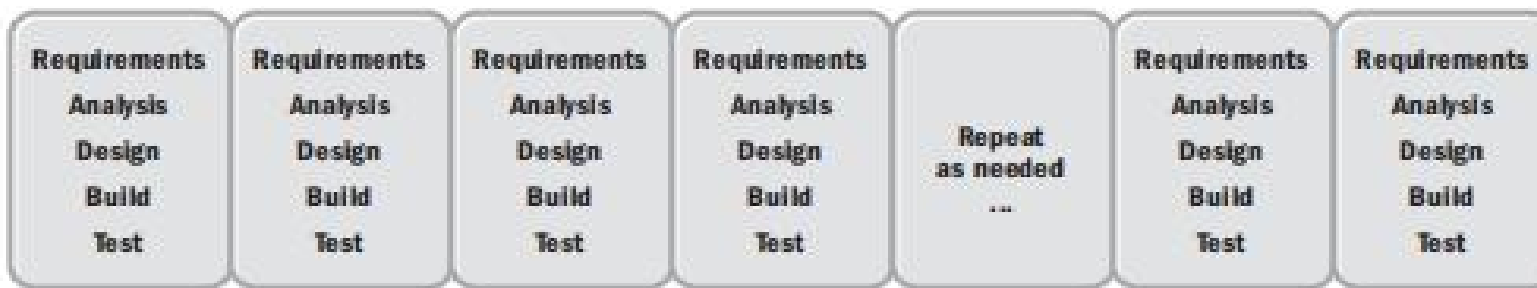 Requirements
Analysis
Design
Build
Test
Requirements
Analysis
Design
Build
Test
Requirements
Analysis
Design
Build
Test
Requirements
Analysis
Design
Build
Test
Repeat
as needed
...
Requirements
Analysis
Design
Build
Test
Requirements
Analysis
Design
Build
Test